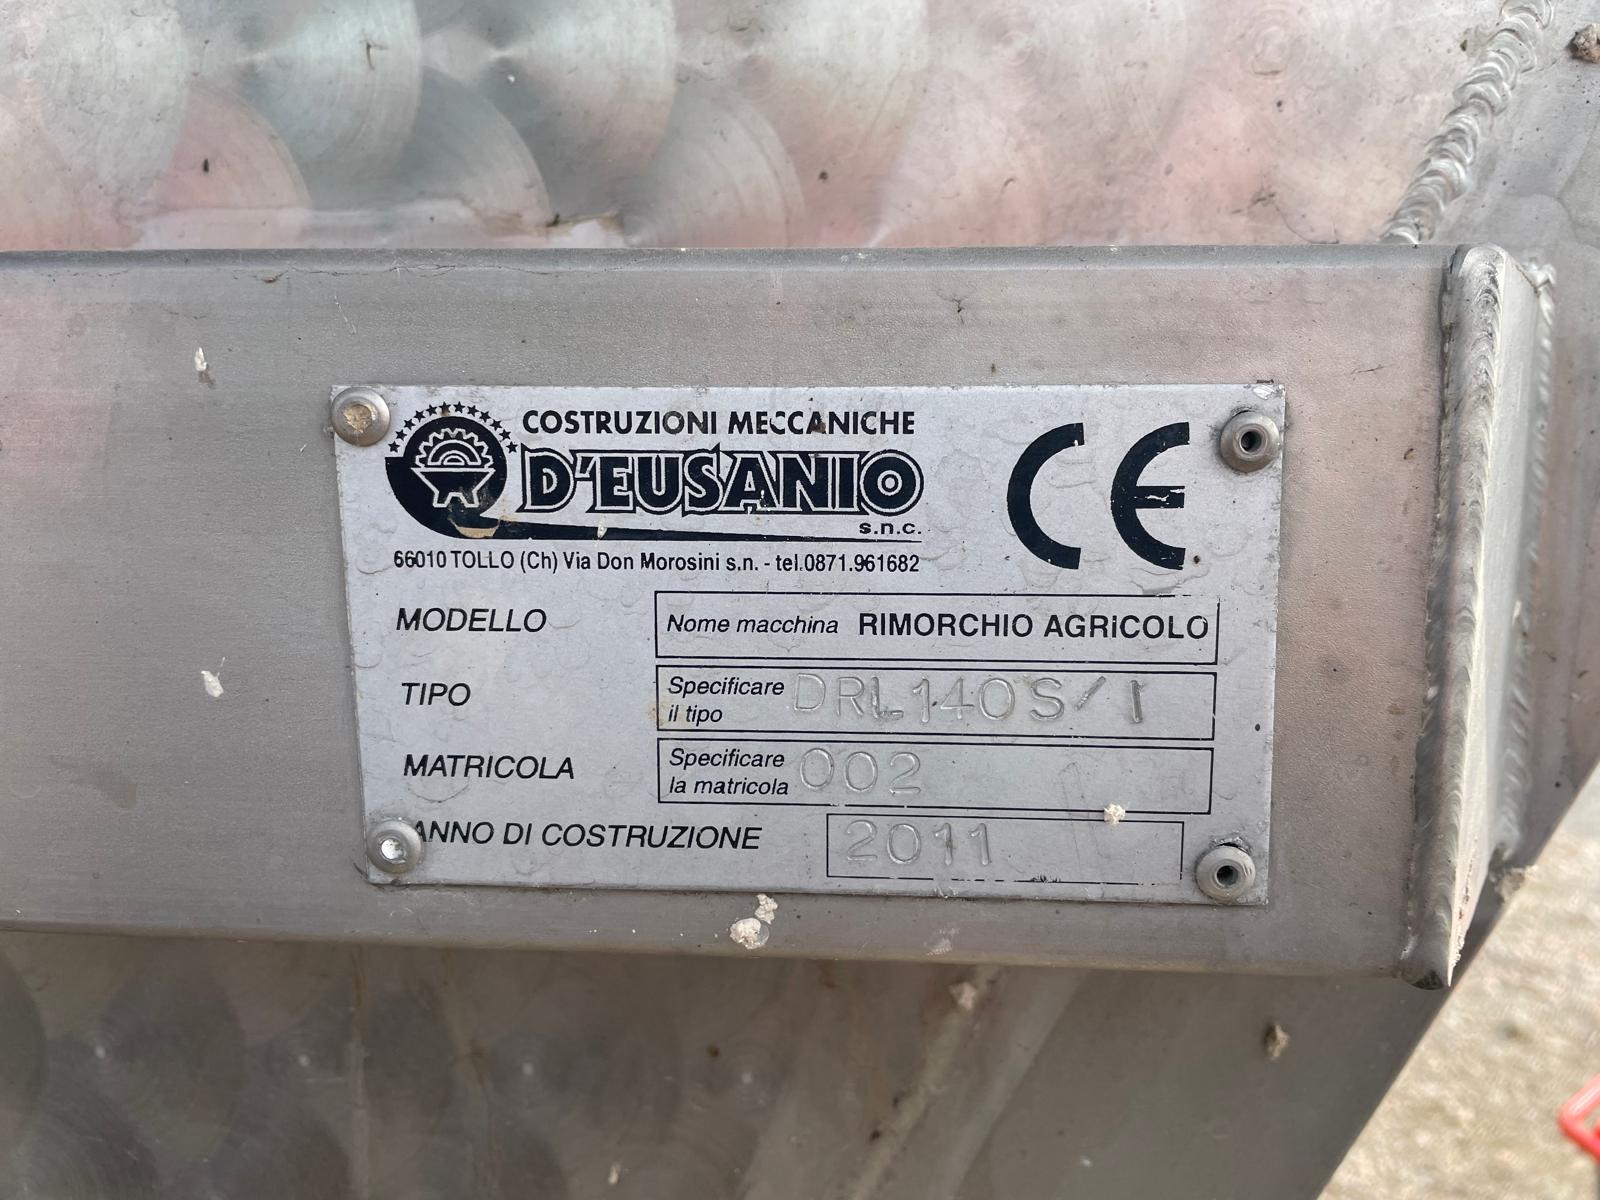 COSTRUZIONI MECCANICHE
D'EUSANIO
s.n.c.
66010 TOLLO (Ch) Via Don Morosini s.n. - tel.0871.961682
CE
MODELLO Nome macchina RIMORCHIO AGRICOLO
TIPO Specificare il tipo DRL140S/1
MATRICOLA Specificare la matricola 002
ANNO DI COSTRUZIONE 2011